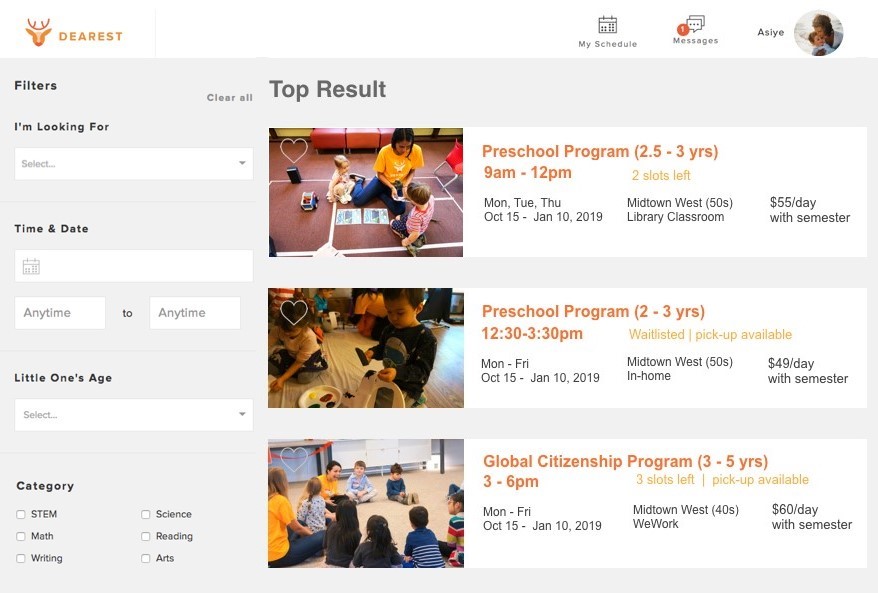 DEAREST
My Schedule
1
Messages
Asiye
Filters
Clear all
I'm Looking For
Select...
Time & Date
Anytime to Anytime
Little One's Age
Select...
Category
STEM Science
Math Reading
Writing Arts
Top Result
Preschool Program (2.5 - 3 yrs)
9am - 12pm 2 slots left
Mon, Tue, Thu Midtown West (50s) $55/day
Oct 15 - Jan 10, 2019 Library Classroom with semester
Preschool Program (2 - 3 yrs)
12:30-3:30pm Waitlisted | pick-up available
Mon - Fri Midtown West (50s) $49/day
Oct 15 - Jan 10, 2019 In-home with semester
Global Citizenship Program (3 - 5 yrs)
3 - 6pm 3 slots left | pick-up available
Mon - Fri Midtown West (40s) $60/day
Oct 15 - Jan 10, 2019 WeWork with semester